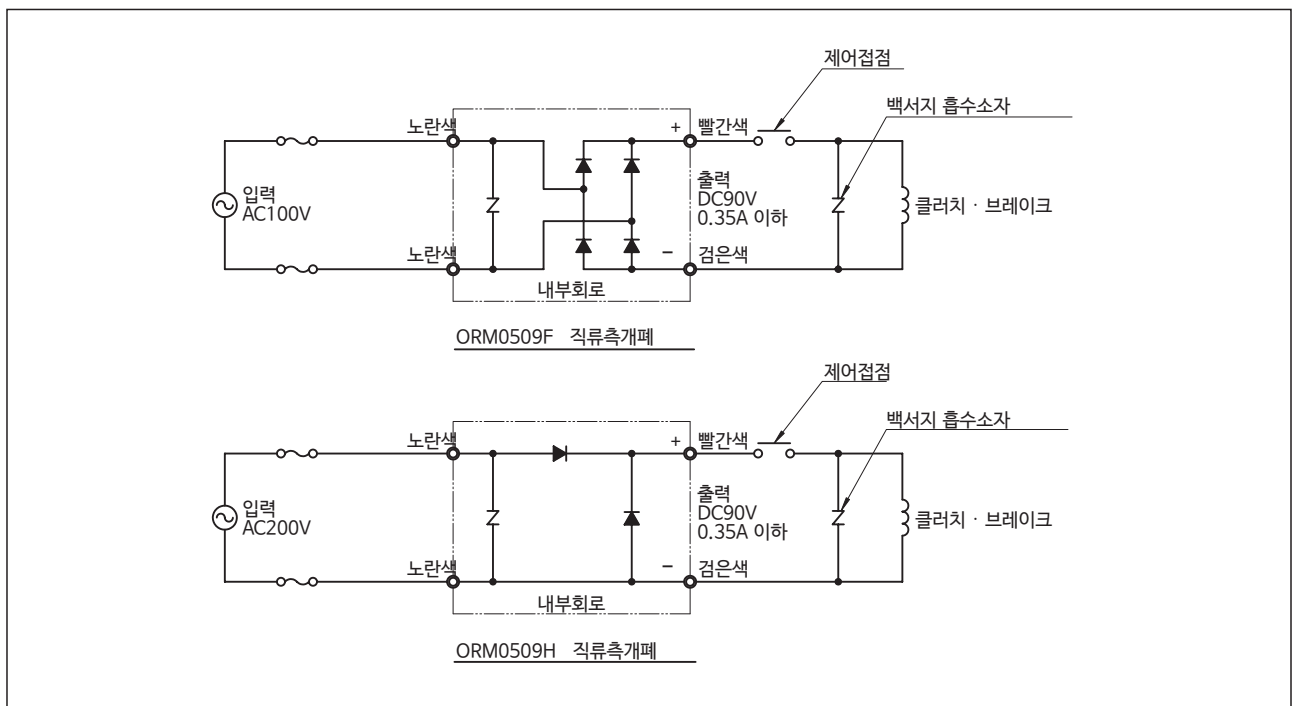 제어접점
백서지 흡수소자
노란색
+ 빨간색
입력
AC100V
출력
DC90V
0.35A 이하
클러치 · 브레이크
노란색
− 검은색
내부회로
ORM0509F 직류측개폐
제어접점
백서지 흡수소자
노란색
+ 빨간색
입력
AC200V
출력
DC90V
0.35A 이하
클러치 · 브레이크
노란색
− 검은색
내부회로
ORM0509H 직류측개폐